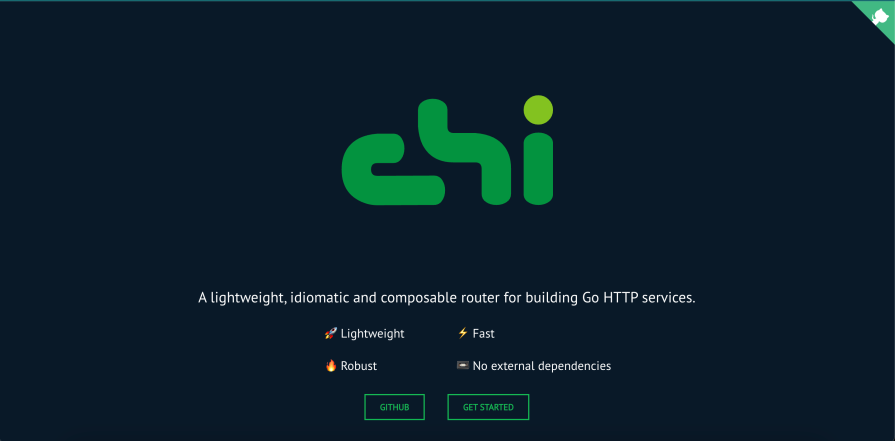 chi
A lightweight, idiomatic and composable router for building Go HTTP services.
🚀 Lightweight ⚡ Fast
🔥 Robust No external dependencies
GITHUB GET STARTED